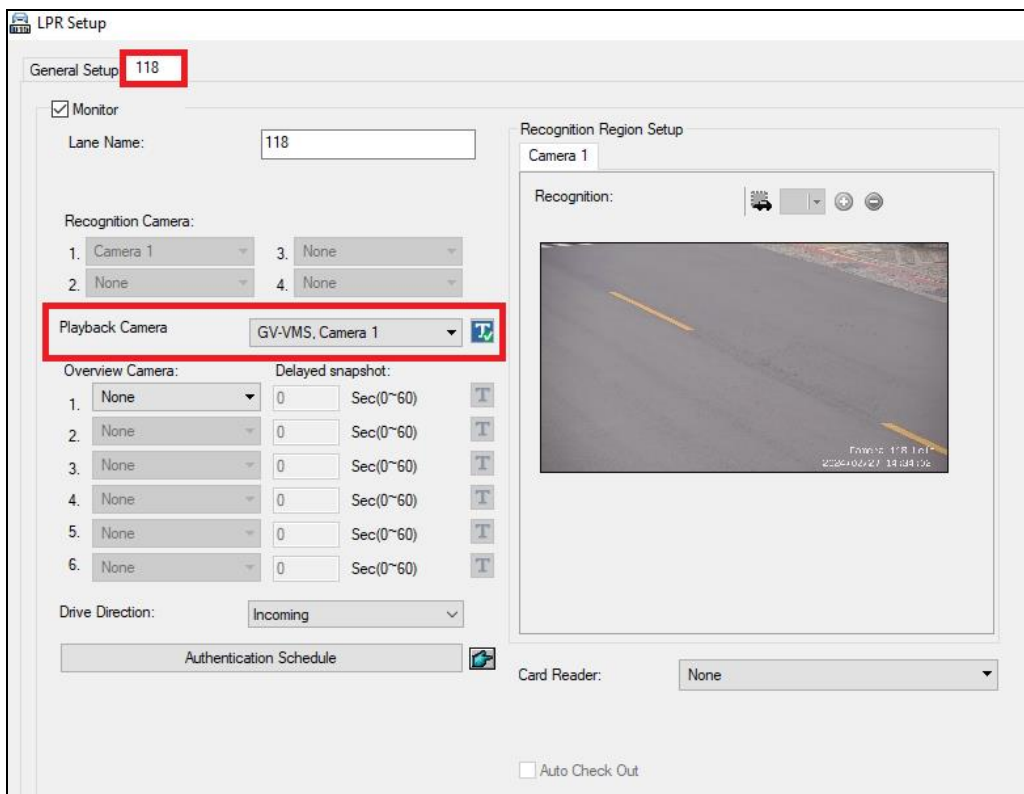 LPR Setup
General Setup 118
Monitor
Lane Name: 118
Recognition Camera:
1. Camera 1 3. None
2. None 4. None
Playback Camera GV-VMS, Camera 1 T
Overview Camera: Delayed snapshot:
1. None 0 Sec(0~60) T
2. None 0 Sec(0~60) T
3. None 0 Sec(0~60) T
4. None 0 Sec(0~60) T
5. None 0 Sec(0~60) T
6. None 0 Sec(0~60) T
Drive Direction: Incoming
Authentication Schedule
Recognition Region Setup
Camera 1
Recognition:
Card Reader: None
Auto Check Out